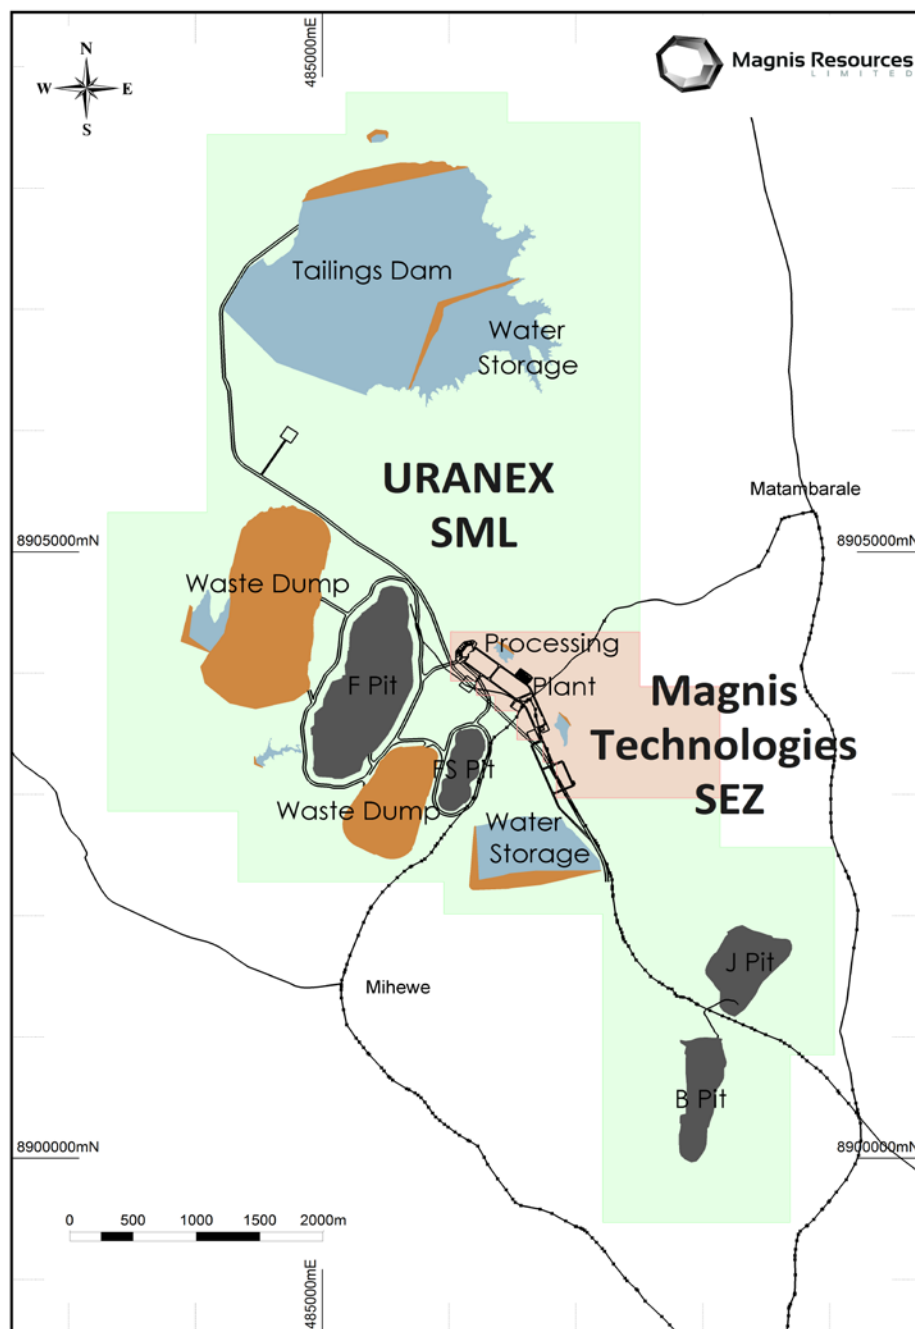 485000mE
N
W E
S
Magnis Resources
LIMITED
Tailings Dam
Water
Storage
URANEX
SML
Matambarale
8905000mN
8905000mN
Waste Dump
Processing
Plant
F Pit
Magnis
Technologies
SEZ
FS Pit
Waste Dump
Water
Storage
J Pit
Mihewe
B Pit
8900000mN
8900000mN
0 500 1000 1500 2000m
485000mE